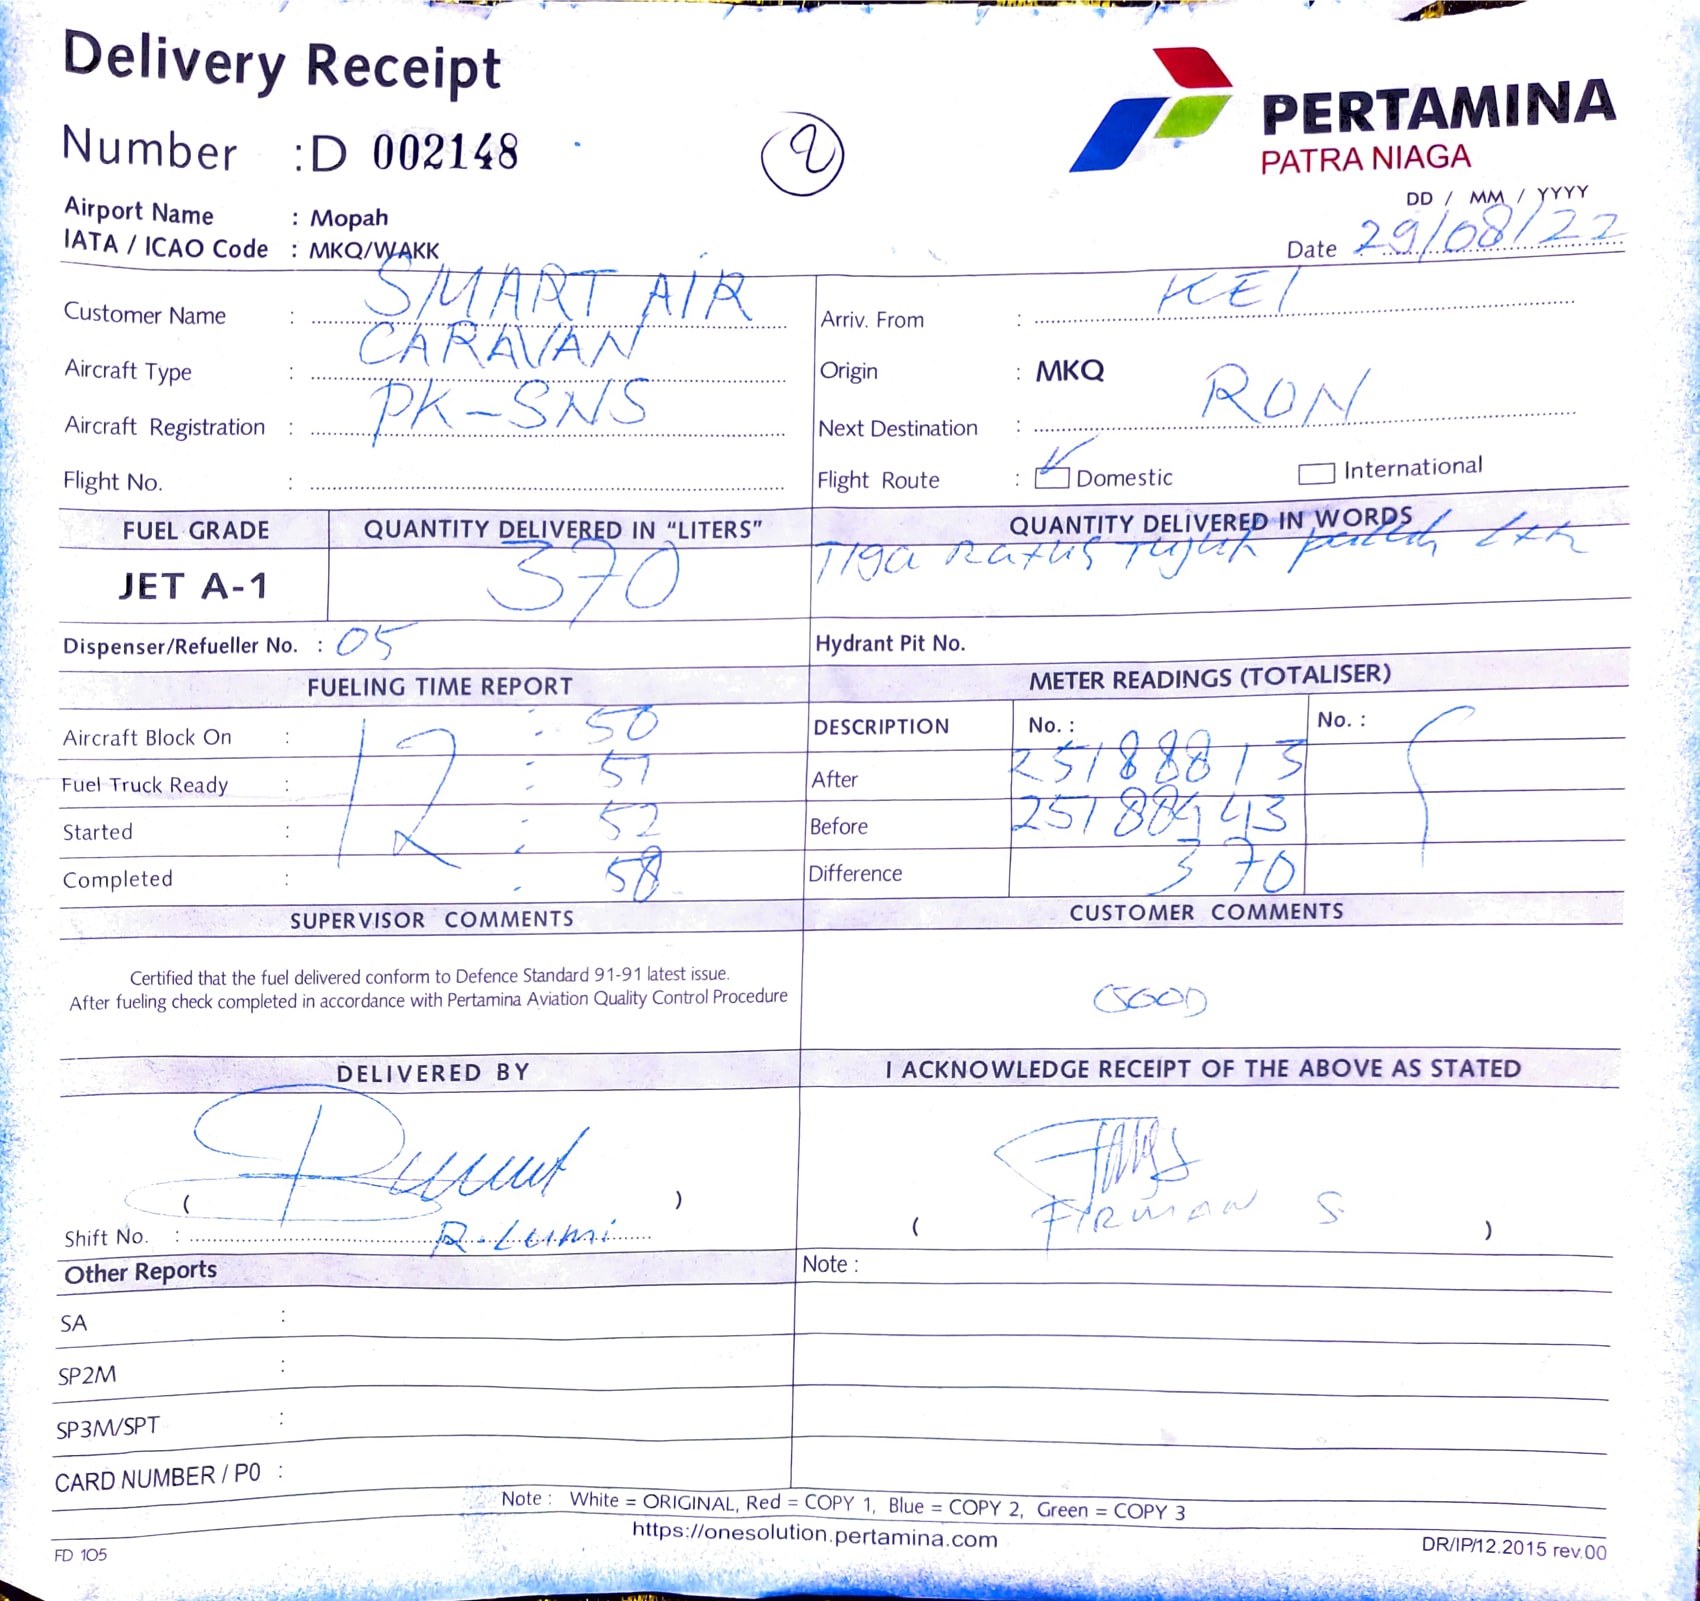 Delivery Receipt
Number : D 002148
2
PERTAMINA
PATRA NIAGA
Airport Name : Mopah
IATA / ICAO Code : MKQ/WAKK
DD / MM / YYYY
Date 29/08/22
Customer Name : SMART AIR
Aircraft Type : CARAVAN
Aircraft Registration : PK-SNS
Flight No. :
Arriv. From : KEI
Origin : MKQ
Next Destination : RON
Flight Route : Domestic International
FUEL GRADE QUANTITY DELIVERED IN "LITERS" QUANTITY DELIVERED IN WORDS
JET A-1 370 Tiga Ratus Tujuh puluh Ltr
Dispenser/Refueller No. : 05 Hydrant Pit No.
FUELING TIME REPORT
Aircraft Block On : 12 : 50
Fuel Truck Ready : : 51
Started : : 52
Completed : : 58
METER READINGS (TOTALISER)
DESCRIPTION No. : No. :
After 25188813
Before
Difference 370
SUPERVISOR COMMENTS
Certified that the fuel delivered conform to Defence Standard 91-91 latest issue.
After fueling check completed in accordance with Pertamina Aviation Quality Control Procedure
CUSTOMER COMMENTS
GOOD
DELIVERED BY
( )
Shift No. : R. Lumi
I ACKNOWLEDGE RECEIPT OF THE ABOVE AS STATED
FIRMAN S.
( )
Other Reports
SA :
SP2M :
SP3M/SPT :
CARD NUMBER / P0 :
Note :
Note : White = ORIGINAL, Red = COPY 1, Blue = COPY 2, Green = COPY 3
https://onesolution.pertamina.com
FD 105
DR/IP/12.2015 rev.00